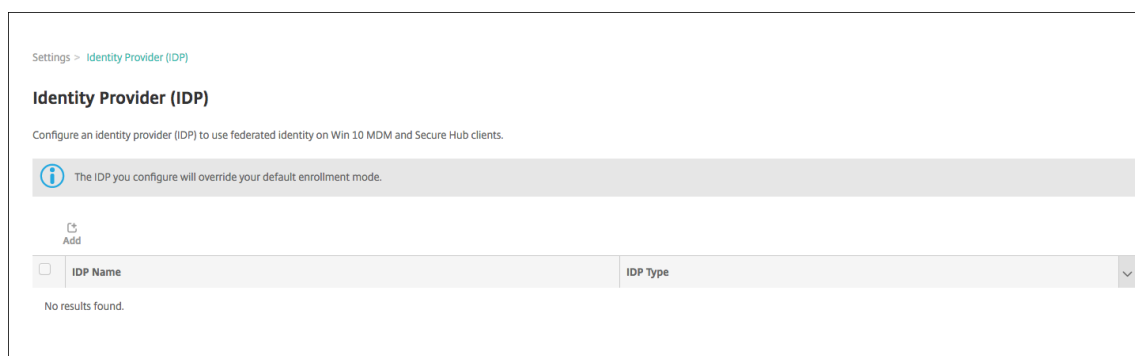 Settings > Identity Provider (IDP)
Identity Provider (IDP)
Configure an identity provider (IDP) to use federated identity on Win 10 MDM and Secure Hub clients.
The IDP you configure will override your default enrollment mode.
Add
IDP Name IDP Type
No results found.